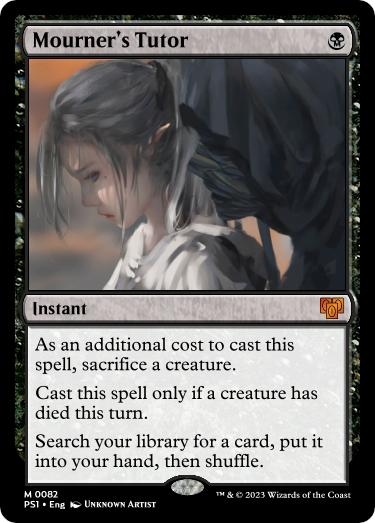 Mourner's Tutor
Instant
As an additional cost to cast this
spell, sacrifice a creature.
Cast this spell only if a creature has
died this turn.
Search your library for a card, put it
into your hand, then shuffle.
M 0082
PS1 • Eng Unknown Artist
™ & © 2023 Wizards of the Coast